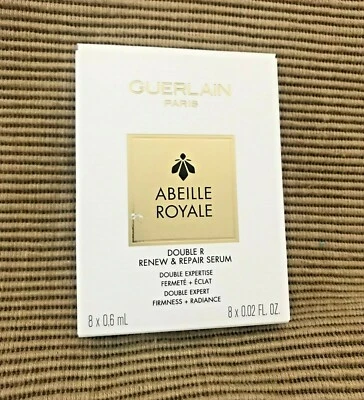 GUERLAIN
PARIS
ABEILLE
ROYALE
DOUBLE R
RENEW & REPAIR SERUM
DOUBLE EXPERTISE
FERMETÉ + ÉCLAT
DOUBLE EXPERT
FIRMNESS + RADIANCE
8 x 0.6 mL 8 x 0.02 FL. OZ.